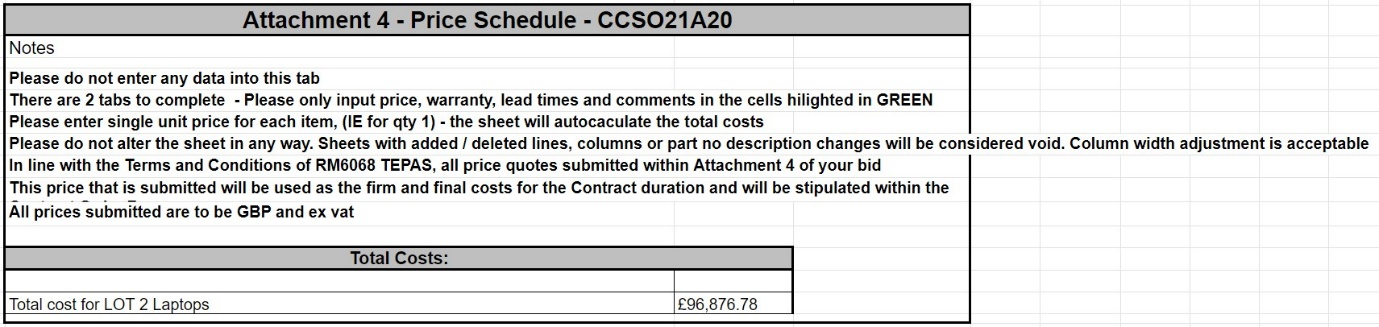 Attachment 4 - Price Schedule - CCSO21A20
Notes
Please do not enter any data into this tab
There are 2 tabs to complete  - Please only input price, warranty, lead times and comments in the cells hilighted in GREEN
Please enter single unit price for each item, (IE for qty 1) - the sheet will autocaculate the total costs
Please do not alter the sheet in any way. Sheets with added / deleted lines, columns or part no description changes will be considered void. Column width adjustment is acceptable
In line with the Terms and Conditions of RM6068 TEPAS, all price quotes submitted within Attachment 4 of your bid
This price that is submitted will be used as the firm and final costs for the Contract duration and will be stipulated within the
All prices submitted are to be GBP and ex vat
Total Costs:
Total cost for LOT 2 Laptops £96,876.78